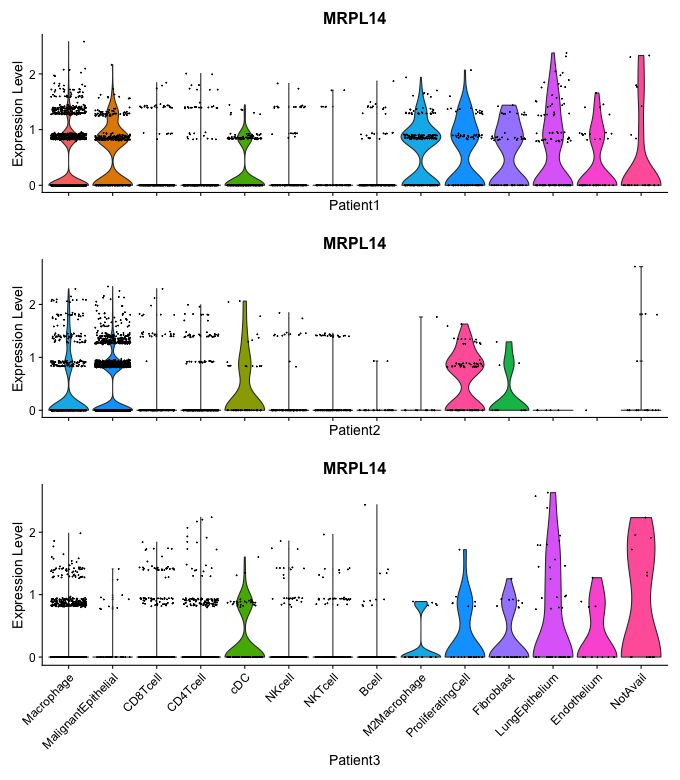 MRPL14
Expression Level
2
1
0
Patient1
MRPL14
Expression Level
2
1
0
Patient2
MRPL14
Expression Level
2
1
0
Macrophage
MalignantEpithelial
CD8Tcell
CD4Tcell
cDC
NKcell
NKTcell
Bcell
M2Macrophage
ProliferatingCell
Fibroblast
LungEpithelium
Endothelium
NotAvail
Patient3